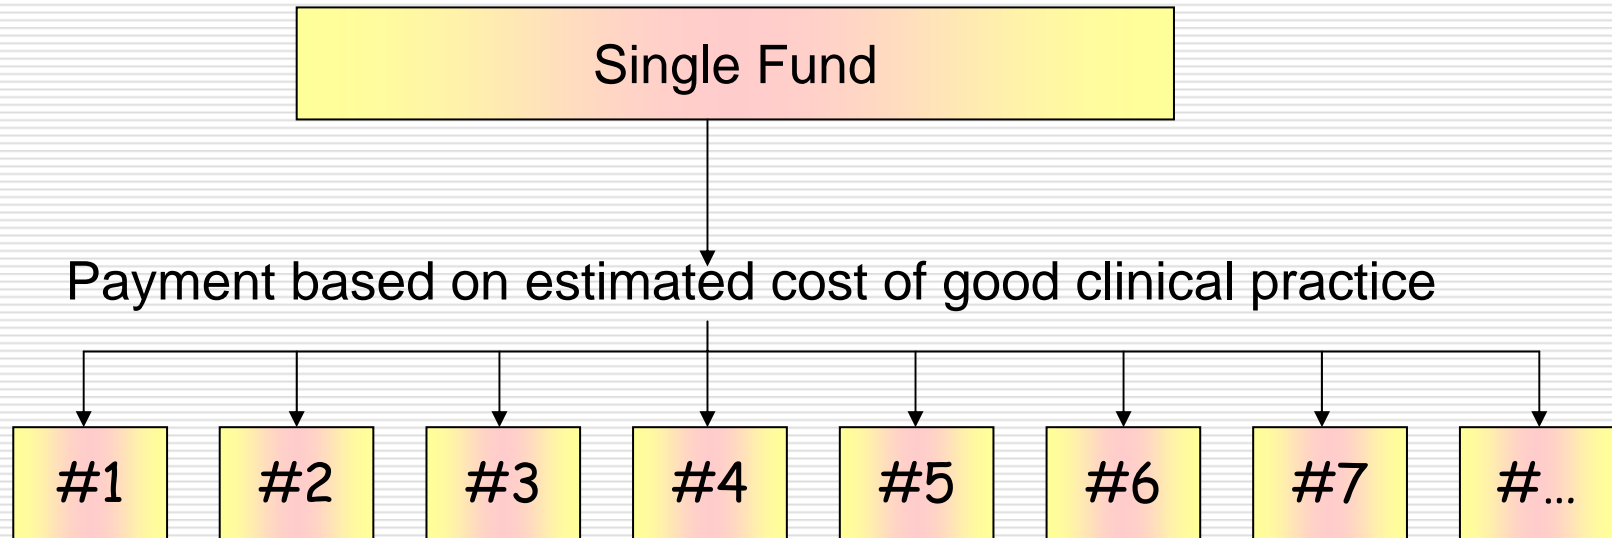 Single Fund
Payment based on estimated cost of good clinical practice
#1 #2 #3 #4 #5 #6 #7 #...